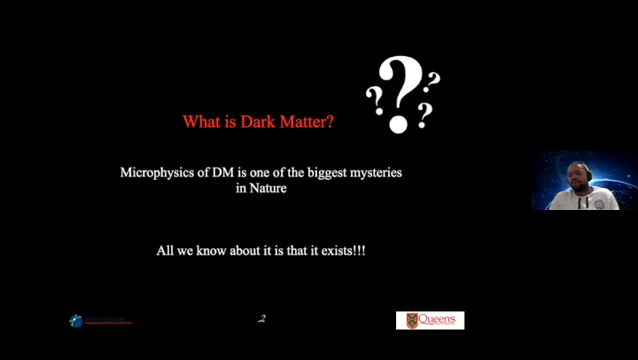 What is Dark Matter?
Microphysics of DM is one of the biggest mysteries
in Nature
All we know about it is that it exists!!!
2
Queen's